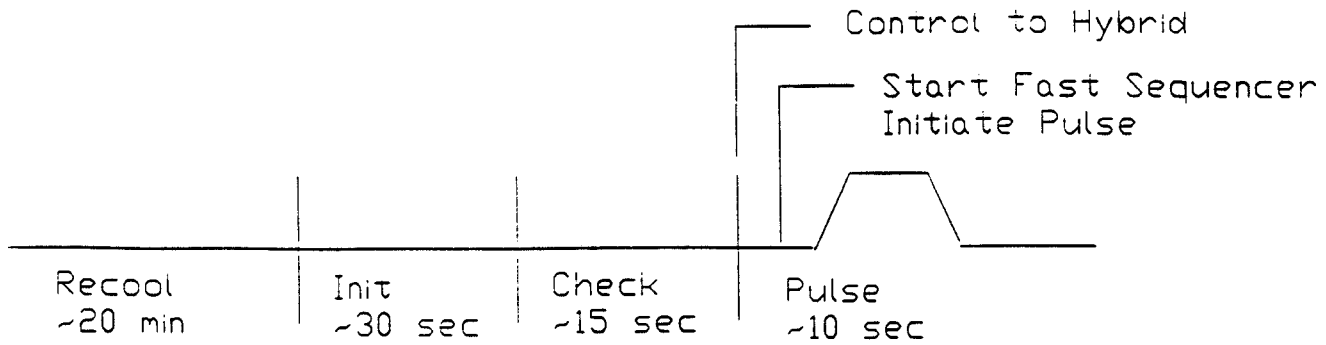 Control to Hybrid
Start Fast Sequencer
Initiate Pulse
Recool
~20 min
Init
~30 sec
Check
~15 sec
Pulse
~10 sec